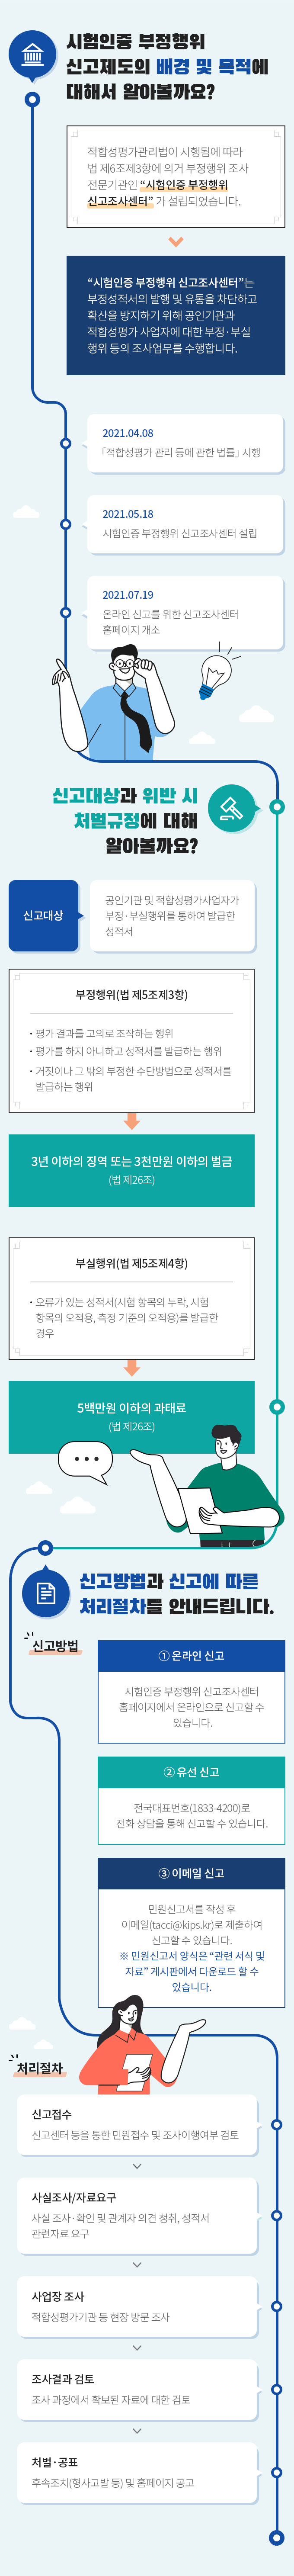 시험인증 부정행위
신고제도의 배경 및 목적에
대해서 알아볼까요?
적합성평가관리법이 시행됨에 따라
법 제6조제3항에 의거 부정행위 조사
전문기관인 “시험인증 부정행위
신고조사센터” 가 설립되었습니다.
“시험인증 부정행위 신고조사센터”는
부정성적서의 발행 및 유통을 차단하고
확산을 방지하기 위해 공인기관과
적합성평가 사업자에 대한 부정·부실
행위 등의 조사업무를 수행합니다.
2021.04.08
「적합성평가 관리 등에 관한 법률」 시행
2021.05.18
시험인증 부정행위 신고조사센터 설립
2021.07.19
온라인 신고를 위한 신고조사센터
홈페이지 개소
신고대상과 위반 시
처벌규정에 대해
알아볼까요?
신고대상
공인기관 및 적합성평가사업자가
부정·부실행위를 통하여 발급한
성적서
부정행위(법 제5조제3항)
· 평가 결과를 고의로 조작하는 행위
· 평가를 하지 아니하고 성적서를 발급하는 행위
· 거짓이나 그 밖의 부정한 수단방법으로 성적서를
발급하는 행위
3년 이하의 징역 또는 3천만원 이하의 벌금
(법 제26조)
부실행위(법 제5조제4항)
· 오류가 있는 성적서(시험 항목의 누락, 시험
항목의 오적용, 측정 기준의 오적용)를 발급한
경우
5백만원 이하의 과태료
(법 제26조)
신고방법과 신고에 따른
처리절차를 안내드립니다.
신고방법
① 온라인 신고
시험인증 부정행위 신고조사센터
홈페이지에서 온라인으로 신고할 수
있습니다.
② 유선 신고
전국대표번호(1833-4200)로
전화 상담을 통해 신고할 수 있습니다.
③ 이메일 신고
민원신고서를 작성 후
이메일(tacci@kips.kr)로 제출하여
신고할 수 있습니다.
※ 민원신고서 양식은 “관련 서식 및
자료” 게시판에서 다운로드 할 수
있습니다.
처리절차
신고접수
신고센터 등을 통한 민원접수 및 조사이행여부 검토
사실조사/자료요구
사실 조사·확인 및 관계자 의견 청취, 성적서
관련자료 요구
사업장 조사
적합성평가기관 등 현장 방문 조사
조사결과 검토
조사 과정에서 확보된 자료에 대한 검토
처벌·공표
후속조치(형사고발 등) 및 홈페이지 공고